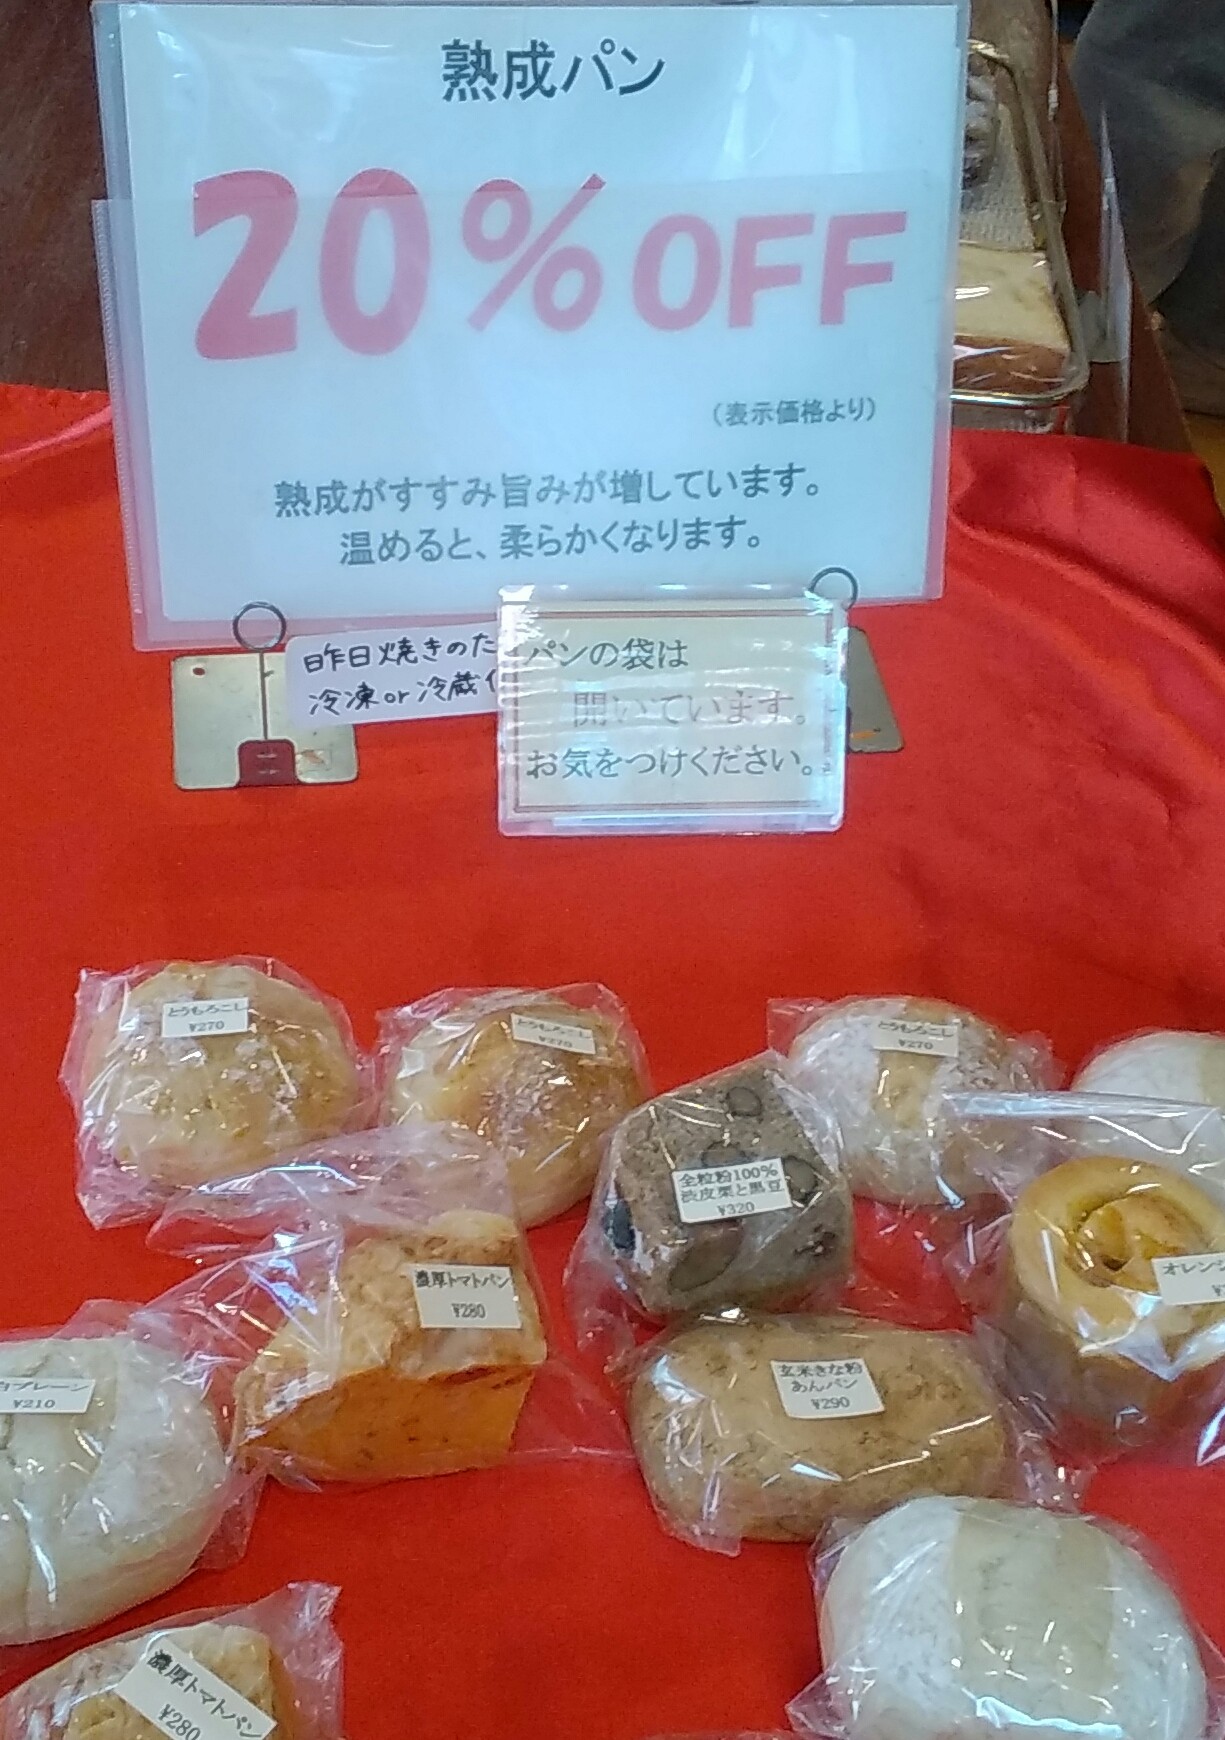 熟成パン
20%OFF
(表示価格より)
熟成がすすみ旨みが増しています。
温めると、柔らかくなります。
昨日焼きのた
冷凍or冷蔵
パンの袋は
開いています。
お気をつけください。
とうもろこし
¥270
とうもろこし
¥270
とうもろこし
¥270
全粒粉100%
渋皮栗と黒豆
¥320
オレンジ
¥
濃厚トマトパン
¥280
玄米きな粉
あんパン
¥290
プレーン
¥210
濃厚トマトパン
¥280